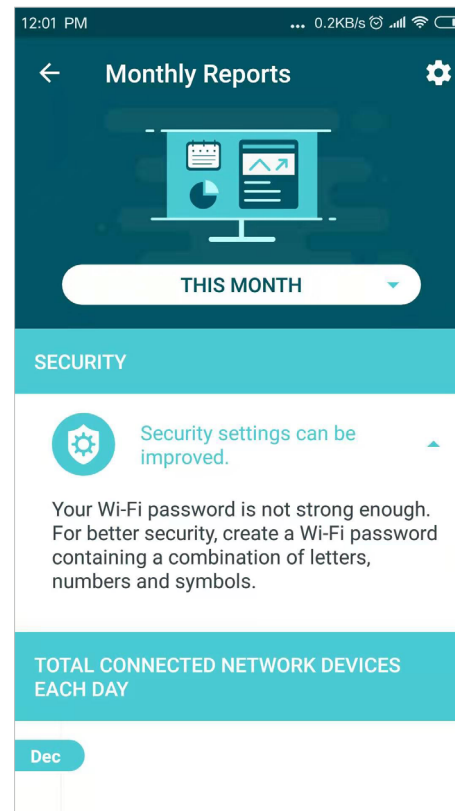 12:01 PM ... 0.2KB/s
Monthly Reports
THIS MONTH
SECURITY
Security settings can be
improved.
Your Wi-Fi password is not strong enough.
For better security, create a Wi-Fi password
containing a combination of letters,
numbers and symbols.
TOTAL CONNECTED NETWORK DEVICES
EACH DAY
Dec